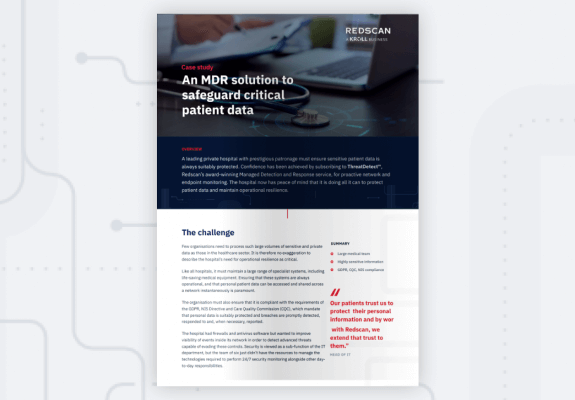 REDSCAN
A KROLL BUSINESS
Case study
An MDR solution to
safeguard critical
patient data
OVERVIEW
A leading private hospital with prestigious patronage must ensure sensitive patient data is
always suitably protected. Confidence has been achieved by subscribing to ThreatDetect™,
Redscan's award-winning Managed Detection and Response service, for proactive network and
endpoint monitoring. The hospital now has peace of mind that it is doing all it can to protect
patient data and maintain operational resilience.
The challenge
Few organisations need to process such large volumes of sensitive and private
data as those in the healthcare sector. It is therefore no exaggeration to
describe the hospital's need for operational resilience as critical.
Like all hospitals, it must maintain a large range of specialist systems, including
life-saving medical equipment. Ensuring that these systems are always
operational, and that personal patient data can be accessed and shared across
a network instantaneously is paramount.
The organisation must also ensure that it is compliant with the requirements of
the GDPR, NIS Directive and Care Quality Commission (CQC), which mandate
that personal data is suitably protected and breaches are promptly detected,
responded to and, when necessary, reported.
The hospital had firewalls and antivirus software but wanted to improve
visibility of events inside its network in order to detect advanced threats
capable of evading these controls. Security is viewed as a sub-function of the IT
department, but the team of six just didn't have the resources to manage the
technologies required to perform 24/7 security monitoring alongside other day-
to-day responsibilities.
SUMMARY
Large medical team
Highly sensitive information
GDPR, CQC, NIS compliance
"
Our patients trust us to
protect their personal
information and by wor
with Redscan, we
extend that trust to
them."
HEAD OF IT